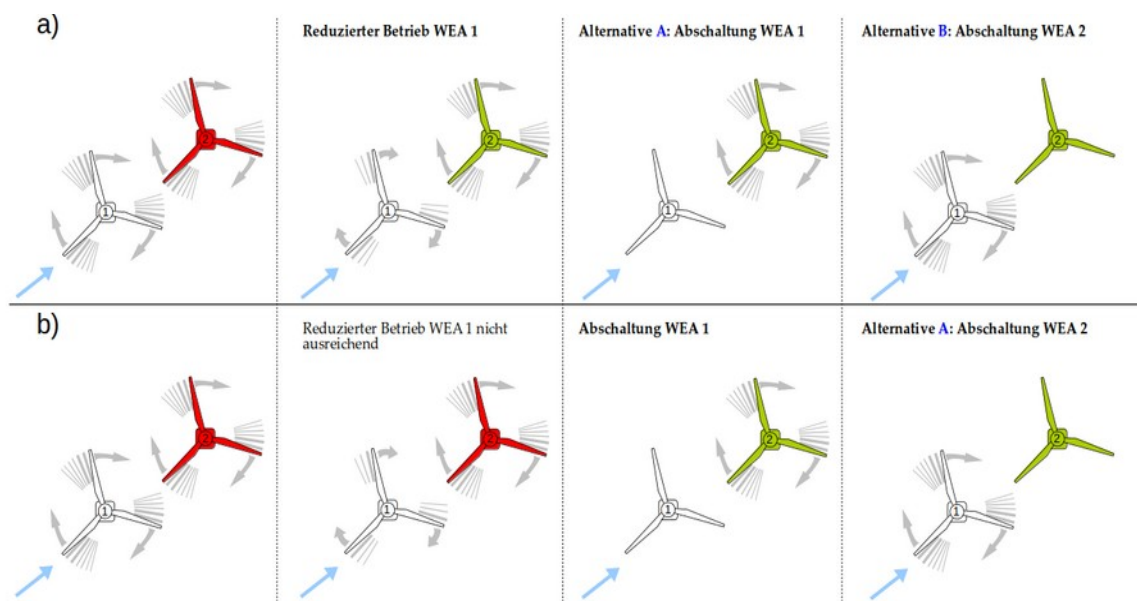 a)
Reduzierter Betrieb WEA 1
Alternative A: Abschaltung WEA 1
Alternative B: Abschaltung WEA 2
2
1
2
1
2
1
2
1
b)
Reduzierter Betrieb WEA 1 nicht
ausreichend
Abschaltung WEA 1
Alternative A: Abschaltung WEA 2
2
1
2
1
2
1
2
1